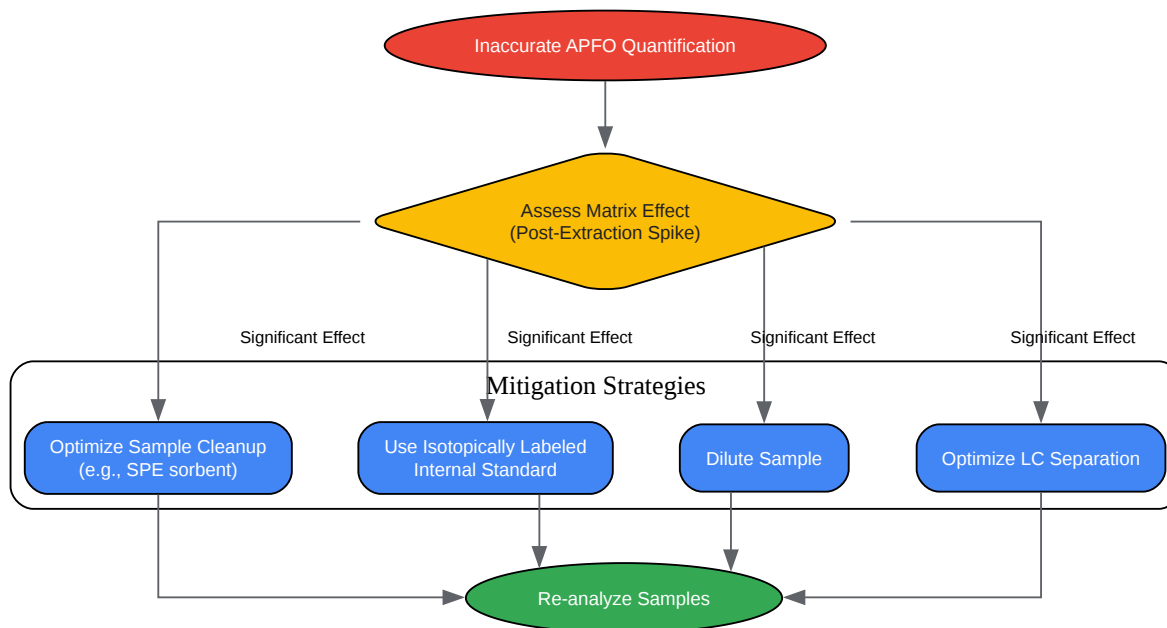 Inaccurate APFO Quantification
Assess Matrix Effect
(Post-Extraction Spike)
Significant Effect
Significant Effect
Significant Effect
Significant Effect
Mitigation Strategies
Optimize Sample Cleanup
(e.g., SPE sorbent)
Use Isotopically Labeled
Internal Standard
Dilute Sample
Optimize LC Separation
Re-analyze Samples